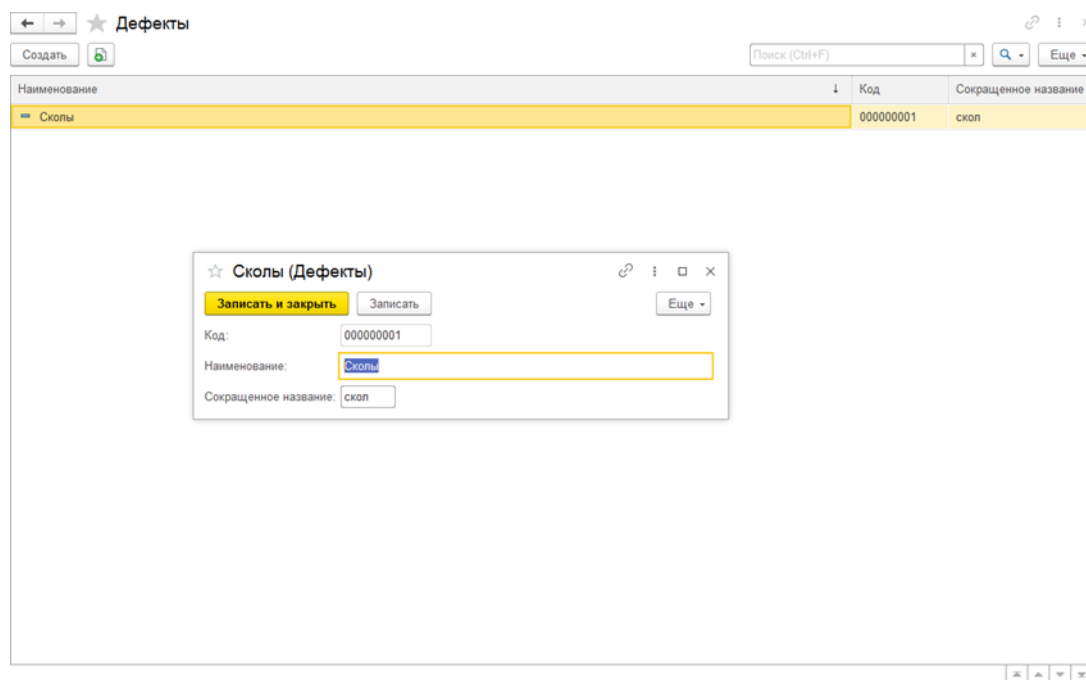 Дефекты
Создать
Поиск (Ctrl+F)
×
Еще
Наименование ↓ Код Сокращенное название
Сколы 000000001 скол
Сколы (Дефекты)
Записать и закрыть Записать Еще
Код: 000000001
Наименование: Сколы
Сокращенное название: скол